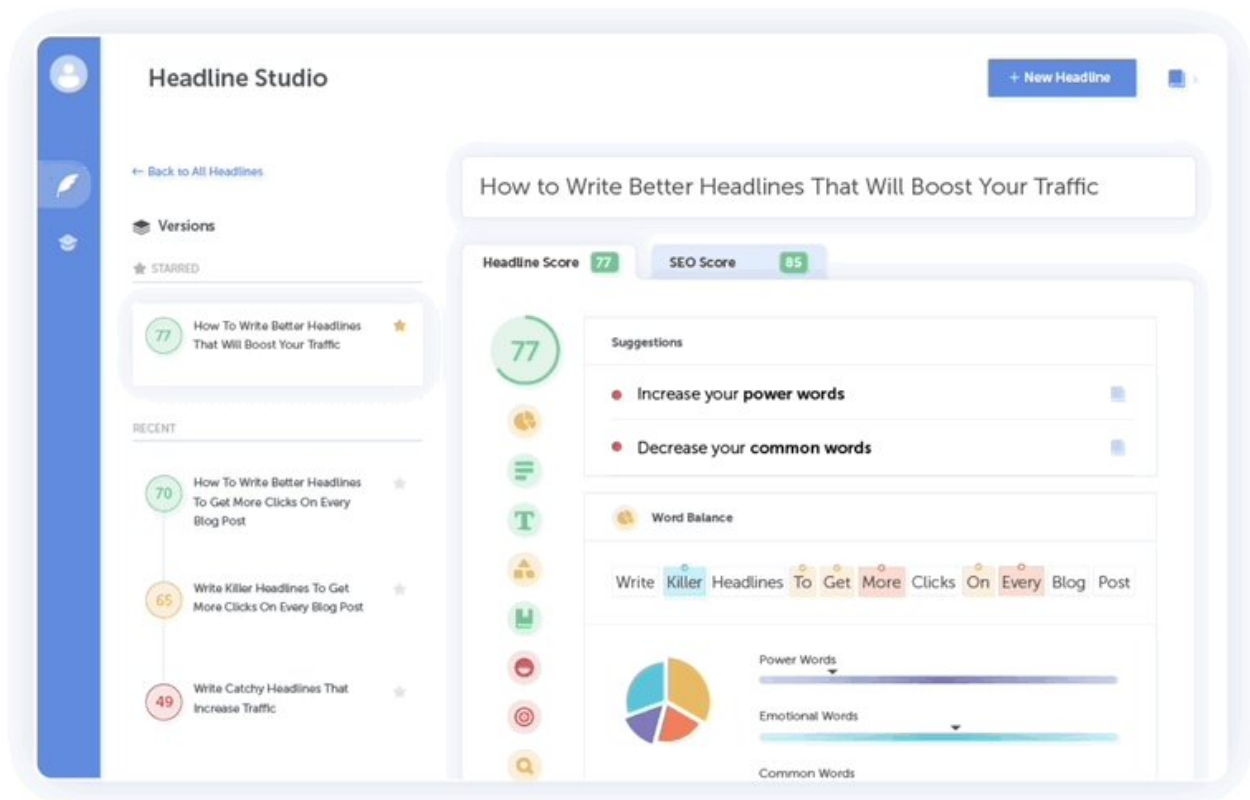 Headline Studio
+ New Headline
← Back to All Headlines
Versions
STARRED
77
How To Write Better Headlines
That Will Boost Your Traffic
RECENT
70
How To Write Better Headlines
To Get More Clicks On Every
Blog Post
65
Write Killer Headlines To Get
More Clicks On Every Blog Post
49
Write Catchy Headlines That
Increase Traffic
How to Write Better Headlines That Will Boost Your Traffic
Headline Score 77
SEO Score 85
77
Suggestions
Increase your power words
Decrease your common words
T
Word Balance
Write Killer Headlines To Get More Clicks On Every Blog Post
Power Words
Emotional Words
Common Words